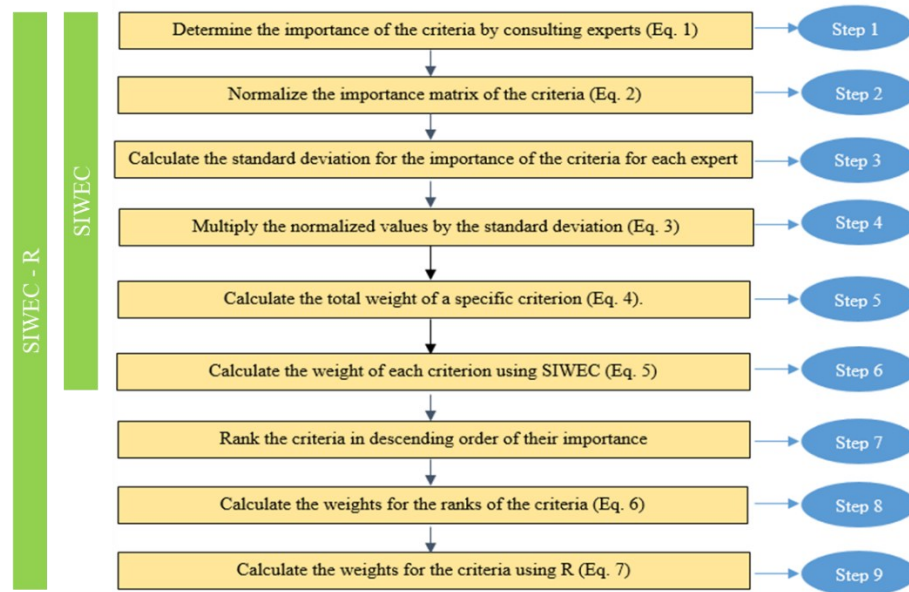 SIWEC - R
SIWEC
Determine the importance of the criteria by consulting experts (Eq. 1)
Step 1
Normalize the importance matrix of the criteria (Eq. 2)
Step 2
Calculate the standard deviation for the importance of the criteria for each expert
Step 3
Multiply the normalized values by the standard deviation (Eq. 3)
Step 4
Calculate the total weight of a specific criterion (Eq. 4).
Step 5
Calculate the weight of each criterion using SIWEC (Eq. 5)
Step 6
Rank the criteria in descending order of their importance
Step 7
Calculate the weights for the ranks of the criteria (Eq. 6)
Step 8
Calculate the weights for the criteria using R (Eq. 7)
Step 9